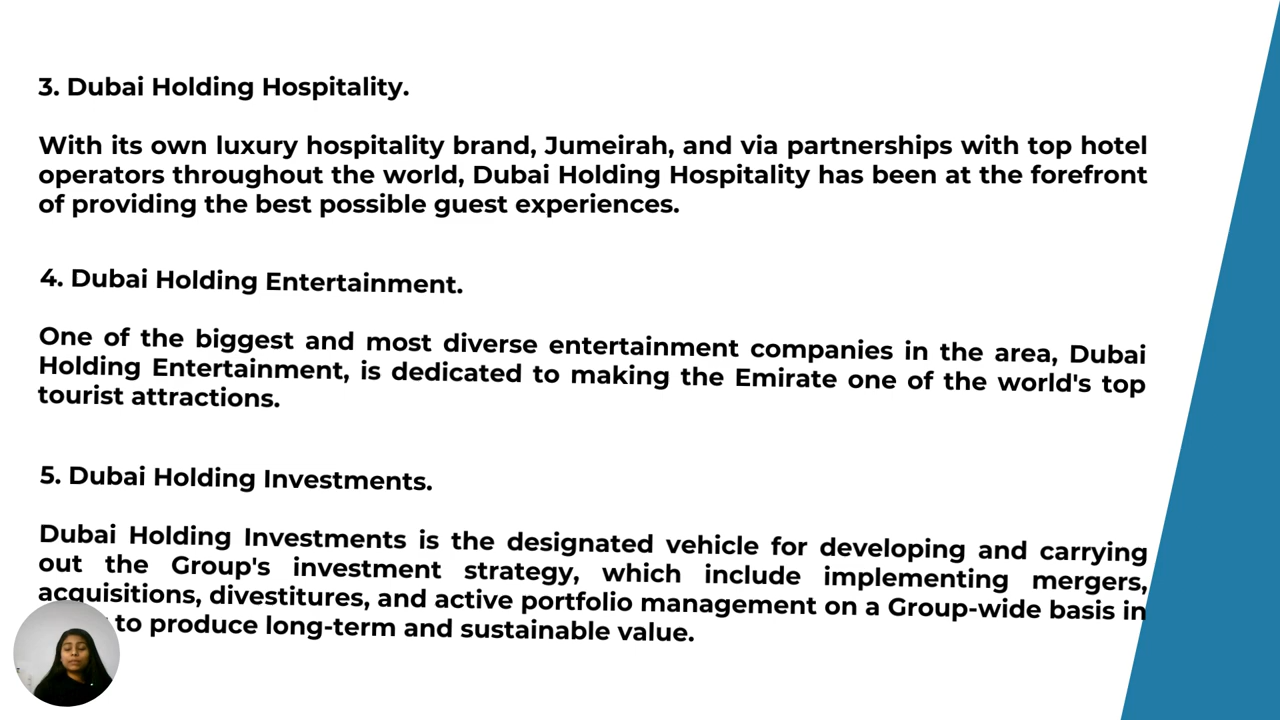 3. Dubai Holding Hospitality.
With its own luxury hospitality brand, Jumeirah, and via partnerships with top hotel
operators throughout the world, Dubai Holding Hospitality has been at the forefront
of providing the best possible guest experiences.
4. Dubai Holding Entertainment.
One of the biggest and most diverse entertainment companies in the area, Dubai
Holding Entertainment, is dedicated to making the Emirate one of the world's top
tourist attractions.
5. Dubai Holding Investments.
Dubai Holding Investments is the designated vehicle for developing and carrying
out the Group's investment strategy, which include implementing mergers,
acquisitions, divestitures, and active portfolio management on a Group-wide basis in
to produce long-term and sustainable value.